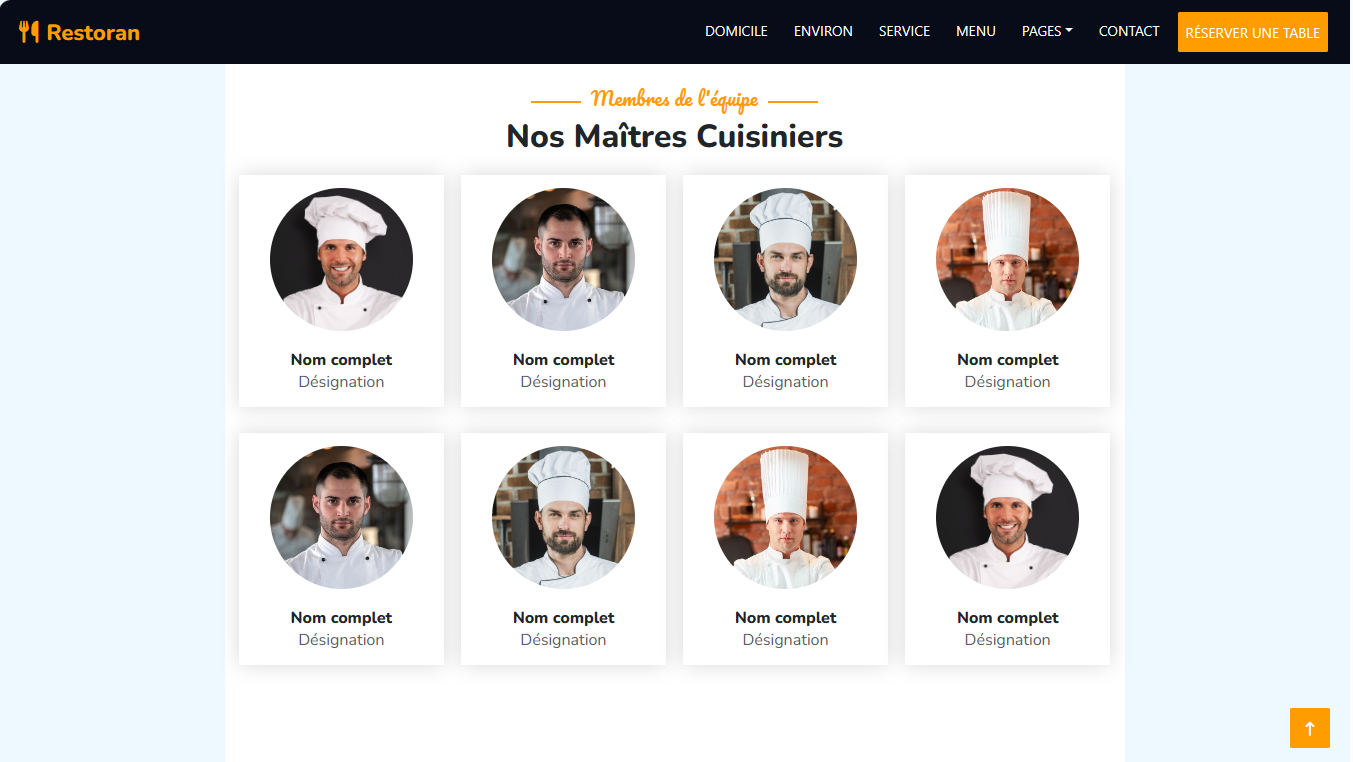 Restoran
DOMICILE ENVIRON SERVICE MENU PAGES CONTACT RÉSERVER UNE TABLE
Membres de l'équipe
Nos Maîtres Cuisiniers
Nom complet Nom complet Nom complet Nom complet
Désignation Désignation Désignation Désignation
Nom complet Nom complet Nom complet Nom complet
Désignation Désignation Désignation Désignation